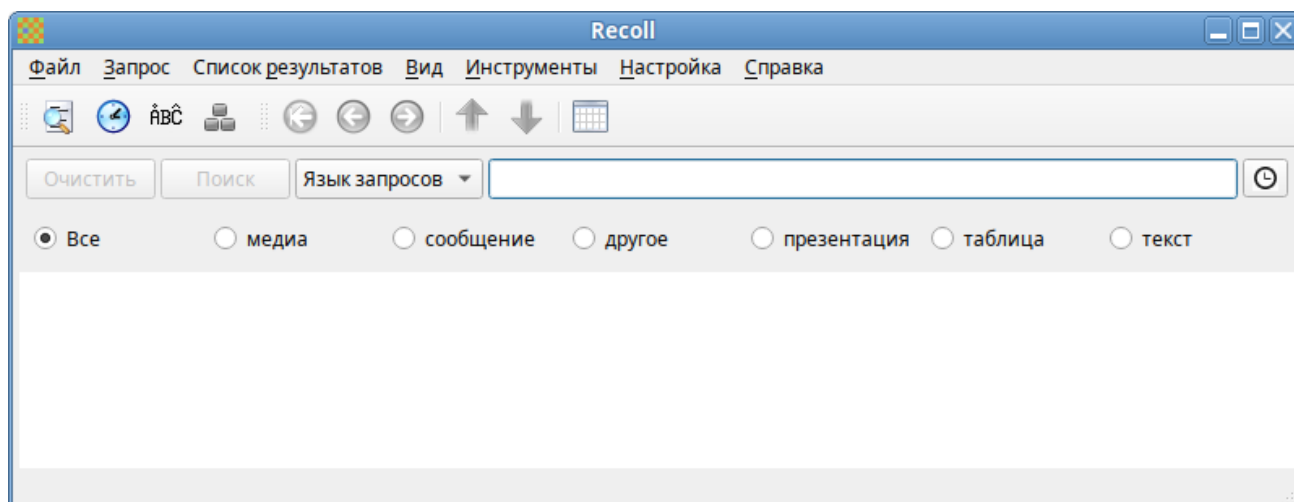 Recoll
Файл Запрос Список результатов Вид Инструменты Настройка Справка
ÅBĈ
Очистить Поиск Язык запросов
Все медиа сообщение другое презентация таблица текст